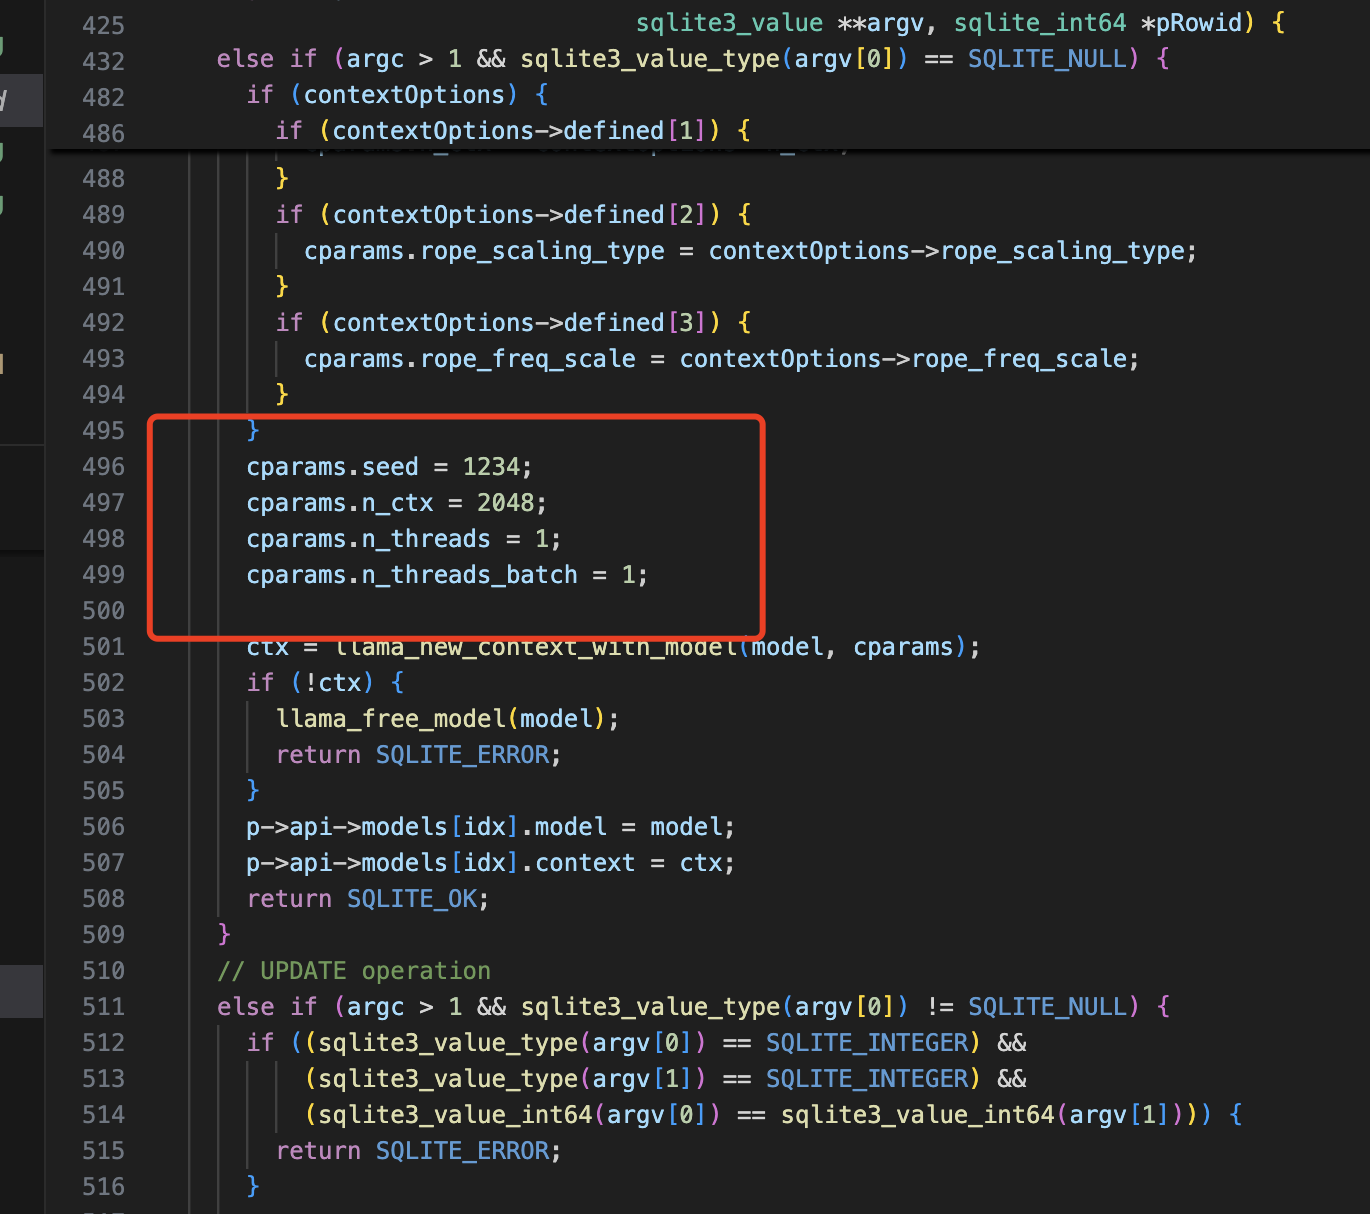 425 sqlite3_value **argv, sqlite_int64 *pRowid) {
432 else if (argc > 1 && sqlite3_value_type(argv[0]) == SQLITE_NULL) {
482 if (contextOptions) {
486 if (contextOptions->defined[1]) {
488 }
489 if (contextOptions->defined[2]) {
490 cparams.rope_scaling_type = contextOptions->rope_scaling_type;
491 }
492 if (contextOptions->defined[3]) {
493 cparams.rope_freq_scale = contextOptions->rope_freq_scale;
494 }
495 }
496 cparams.seed = 1234;
497 cparams.n_ctx = 2048;
498 cparams.n_threads = 1;
499 cparams.n_threads_batch = 1;
500
501 ctx = llama_new_context_with_model(model, cparams);
502 if (!ctx) {
503 llama_free_model(model);
504 return SQLITE_ERROR;
505 }
506 p->api->models[idx].model = model;
507 p->api->models[idx].context = ctx;
508 return SQLITE_OK;
509 }
510 // UPDATE operation
511 else if (argc > 1 && sqlite3_value_type(argv[0]) != SQLITE_NULL) {
512 if ((sqlite3_value_type(argv[0]) == SQLITE_INTEGER) &&
513 (sqlite3_value_type(argv[1]) == SQLITE_INTEGER) &&
514 (sqlite3_value_int64(argv[0]) == sqlite3_value_int64(argv[1]))) {
515 return SQLITE_ERROR;
516 }